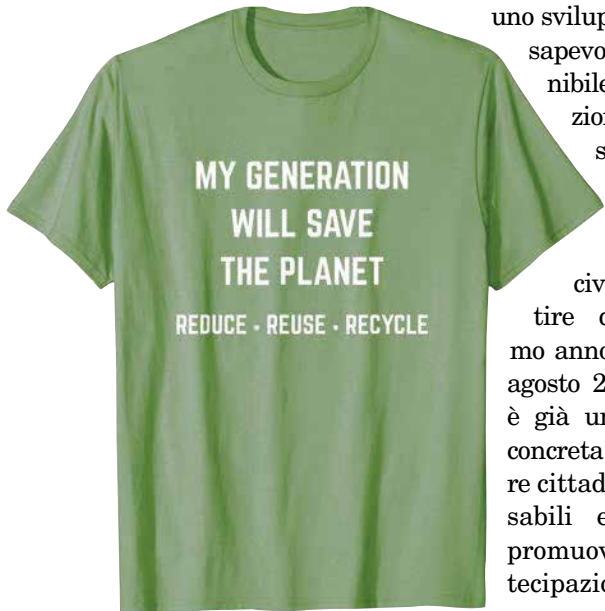 MY GENERATION
WILL SAVE
THE PLANET
REDUCE • REUSE • RECYCLE
uno svilup
sapevo
nibile
zion
s
civ
tire c
mo anno
agosto 2
è già un
concreta
re cittad
sabili e
promuov
tecipazio